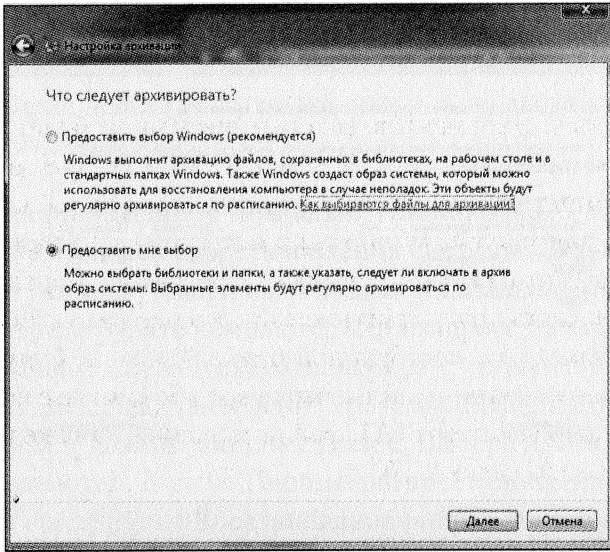 Настройка архивации
Что следует архивировать?
Предоставить выбор Windows (рекомендуется)
Windows выполнит архивацию файлов, сохраненных в библиотеках, на рабочем столе и в
стандартных папках Windows. Также Windows создаст образ системы, который можно
использовать для восстановления компьютера в случае неполадок. Эти объекты будут
регулярно архивироваться по расписанию. Как выбираются файлы для архивации?
Предоставить мне выбор
Можно выбрать библиотеки и папки, а также указать, следует ли включать в архив
образ системы. Выбранные элементы будут регулярно архивироваться по
расписанию.
Далее Отмена